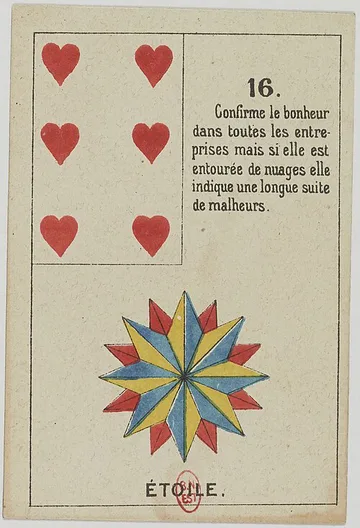 16.
Confirme le bonheur
dans toutes les entre-
prises mais si elle est
entourée de nuages elle
indique une longue suite
de malheurs.
ÉTOILE.